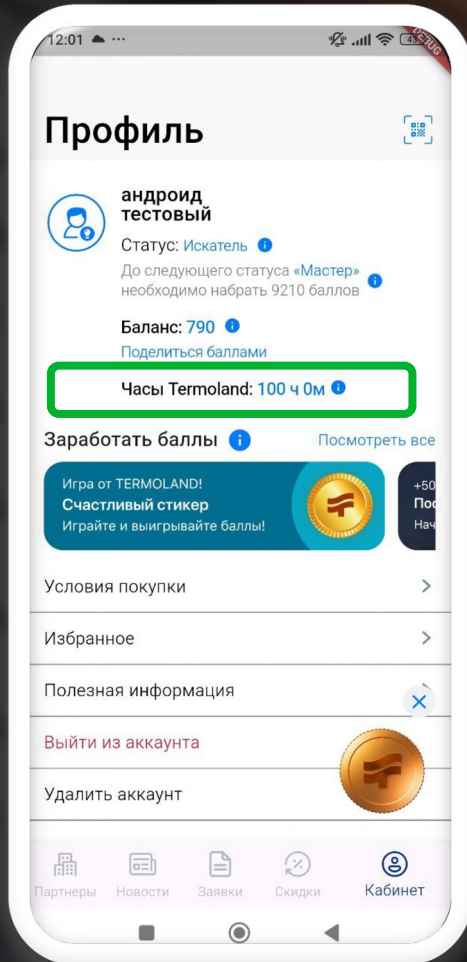 12:01 ...
DEBUG
Профиль
андроид
тестовый
Статус: Искатель
До следующего статуса «Мастер»
необходимо набрать 9210 баллов
Баланс: 790
Поделиться баллами
Часы Termoland: 100 ч 0м
Заработать баллы
Посмотреть все
Игра от TERMOLAND!
Счастливый стикер
Играйте и выигрывайте баллы!
+50
Условия покупки
Избранное
Полезная информация
Выйти из аккаунта
Удалить аккаунт
Партнеры Новости Заявки Скидки Кабинет